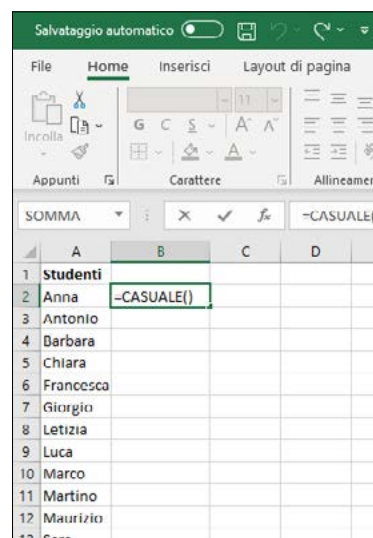 Salvataggio automatico
File Home Inserisci Layout di pagina
Incolla
11
G C S A A
A
Appunti Carattere Allineamen
SOMMA fx =CASUALE(
A B C D
1 Studenti
2 Anna =CASUALE()
3 Antonio
4 Barbara
5 Chiara
6 Francesca
7 Giorgio
8 Letizia
9 Luca
10 Marco
11 Martino
12 Maurizio